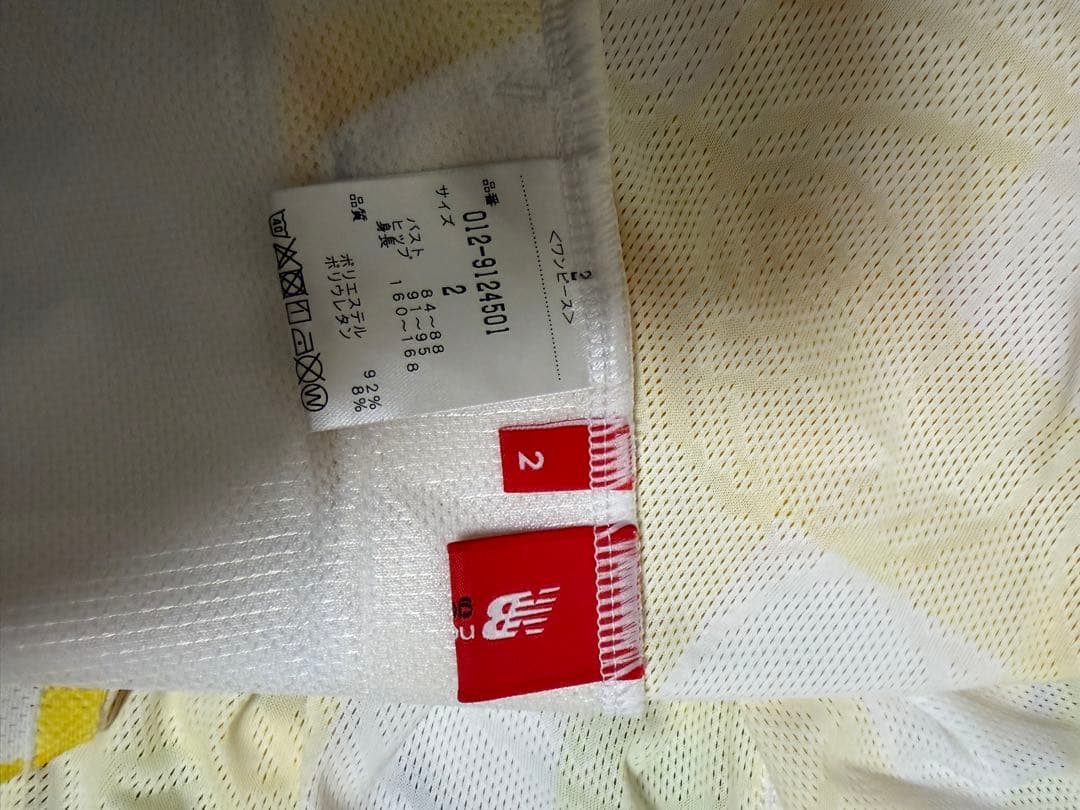 <ワンピース>
2
品番 012-9124501
サイズ 2
バスト 84~88
ヒップ 91~95
身長 160~168
品質 ポリエステル 92%
ポリウレタン 8%
W
2